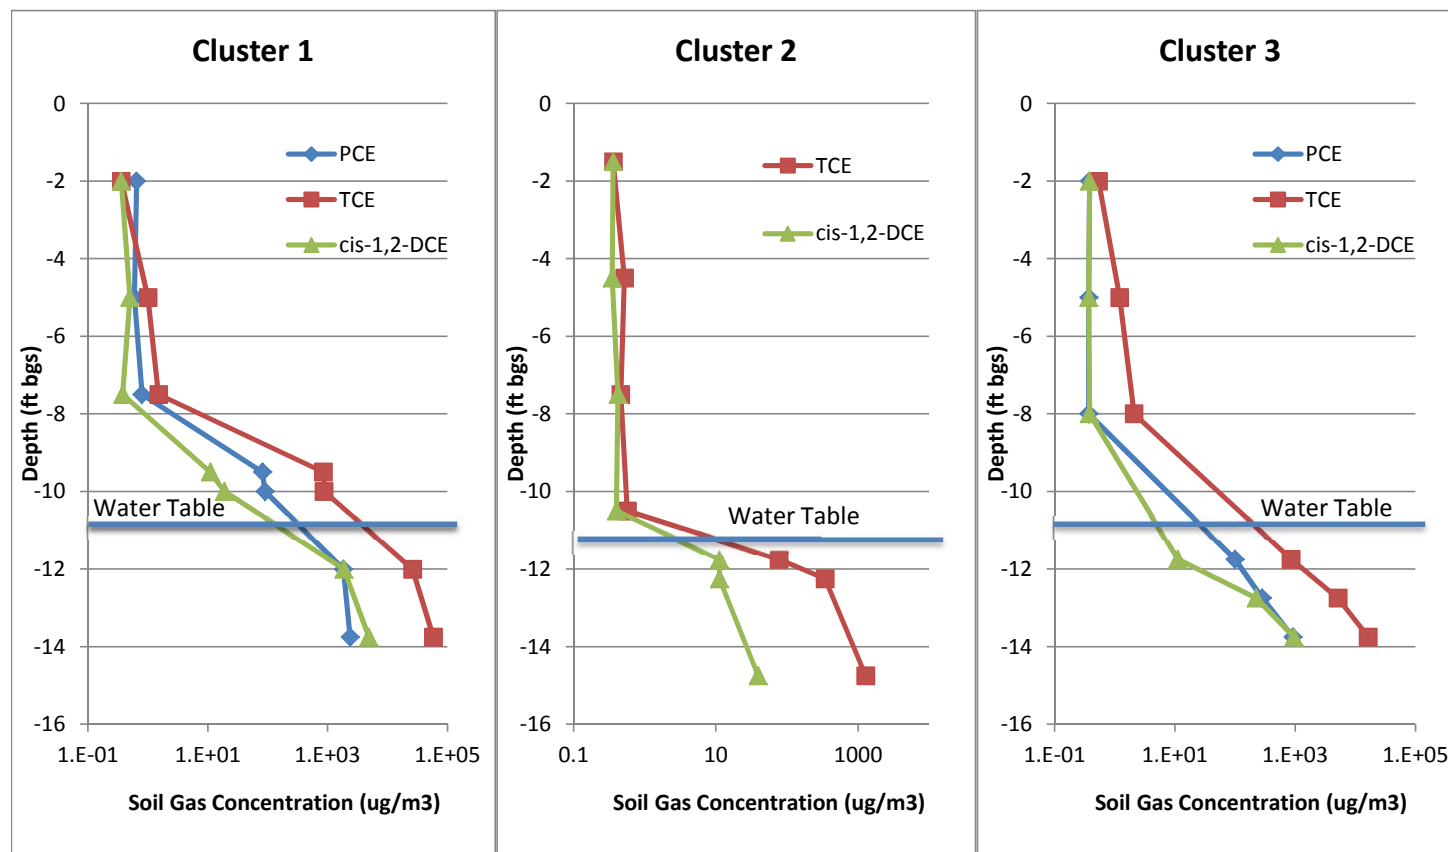 Cluster 1
0
-2
-4
-6
-8
-10
-12
-14
-16
Depth (ft bgs)
PCE
TCE
cis-1,2-DCE
Water Table
1.E-01
1.E+01
1.E+03
1.E+05
Soil Gas Concentration (ug/m3)
Cluster 2
0
-2
-4
-6
-8
-10
-12
-14
-16
Depth (ft bgs)
TCE
cis-1,2-DCE
Water Table
0.1
10
1000
Soil Gas Concentration (ug/m3)
Cluster 3
0
-2
-4
-6
-8
-10
-12
-14
-16
Depth (ft bgs)
PCE
TCE
cis-1,2-DCE
Water Table
1.E-01
1.E+01
1.E+03
1.E+05
Soil Gas Concentration (ug/m3)